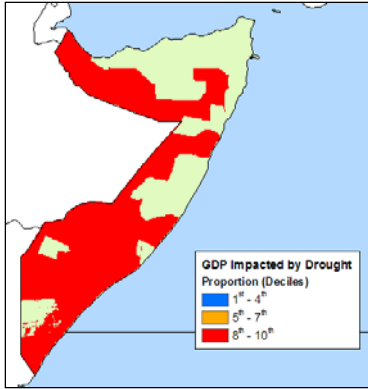 GDP Impacted by Drought
Proportion (Deciles)
1st - 4th
5th - 7th
8th - 10th